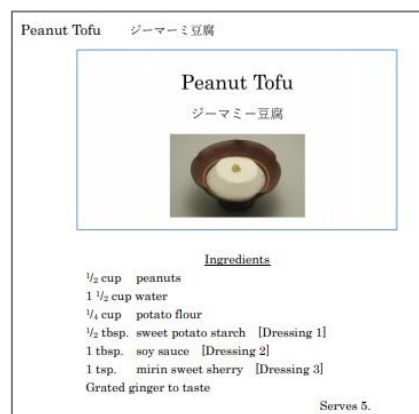 Peanut Tofu ジーマーミ豆腐
Peanut Tofu
ジーマミー豆腐
Ingredients
1/2 cup peanuts
1 1/2 cup water
1/4 cup potato flour
1/2 tbsp. sweet potato starch [Dressing 1]
1 tbsp. soy sauce [Dressing 2]
1 tsp. mirin sweet sherry [Dressing 3]
Grated ginger to taste
Serves 5.